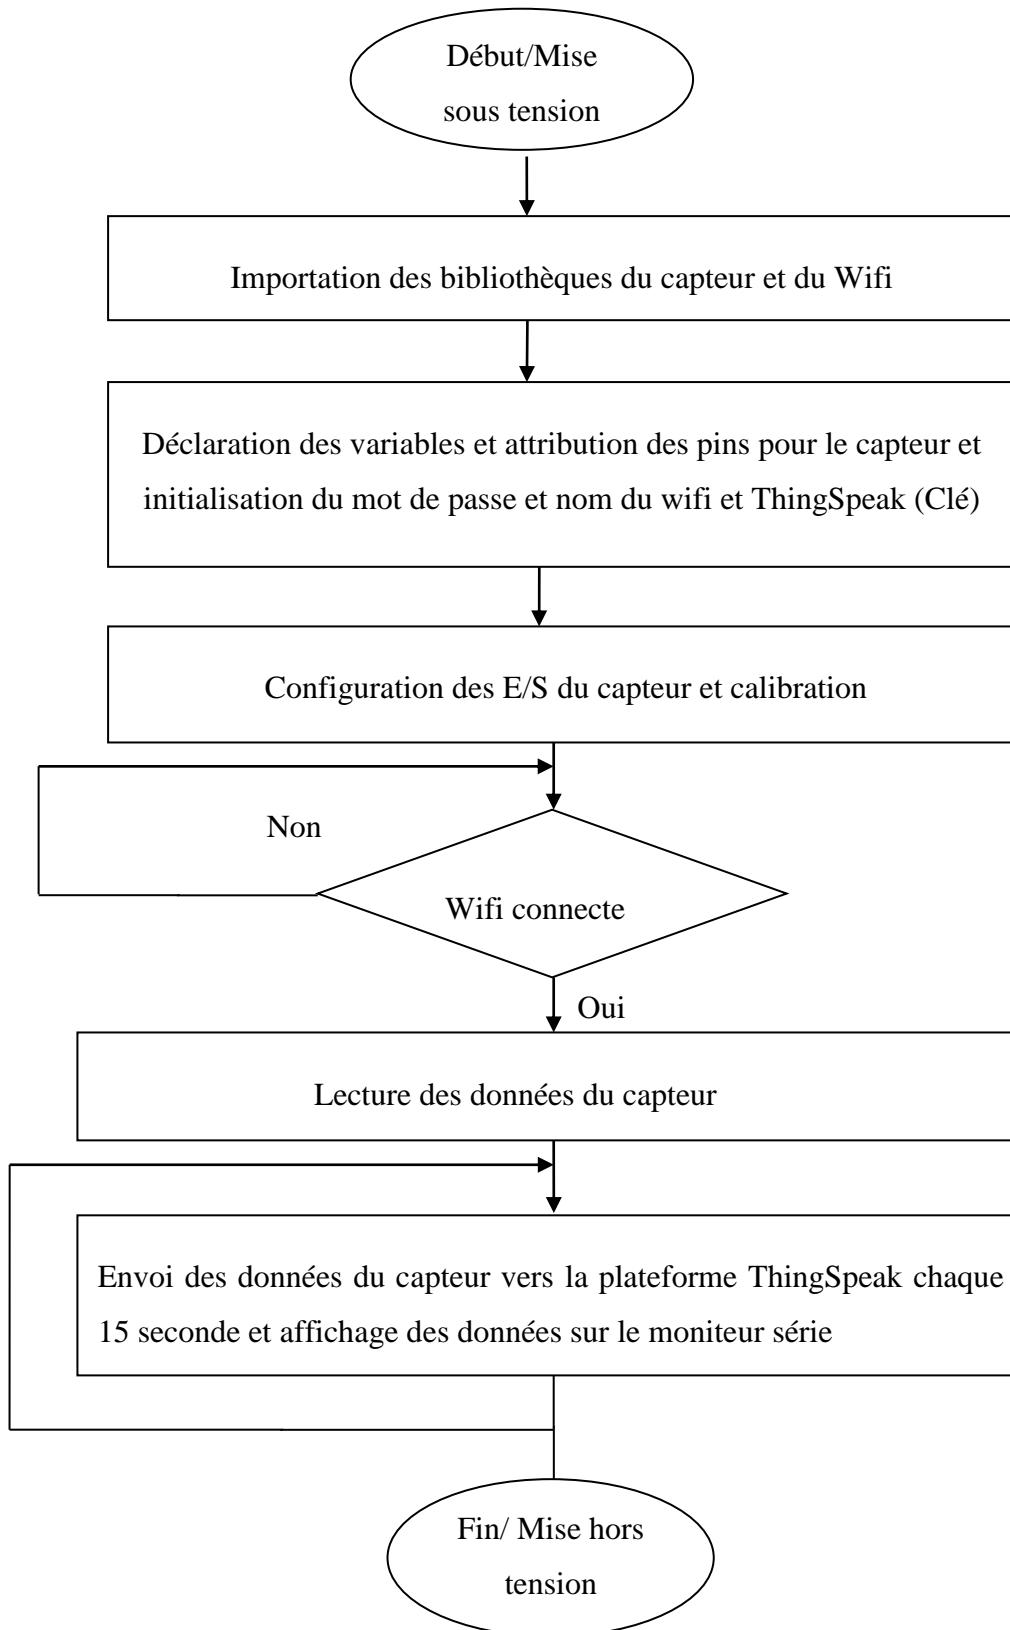 Début/Mise
sous tension
Importation des bibliothèques du capteur et du Wifi
Déclaration des variables et attribution des pins pour le capteur et
initialisation du mot de passe et nom du wifi et ThingSpeak (Clé)
Configuration des E/S du capteur et calibration
Non
Wifi connecte
Oui
Lecture des données du capteur
Envoi des données du capteur vers la plateforme ThingSpeak chaque
15 seconde et affichage des données sur le moniteur série
Fin/ Mise hors
tension